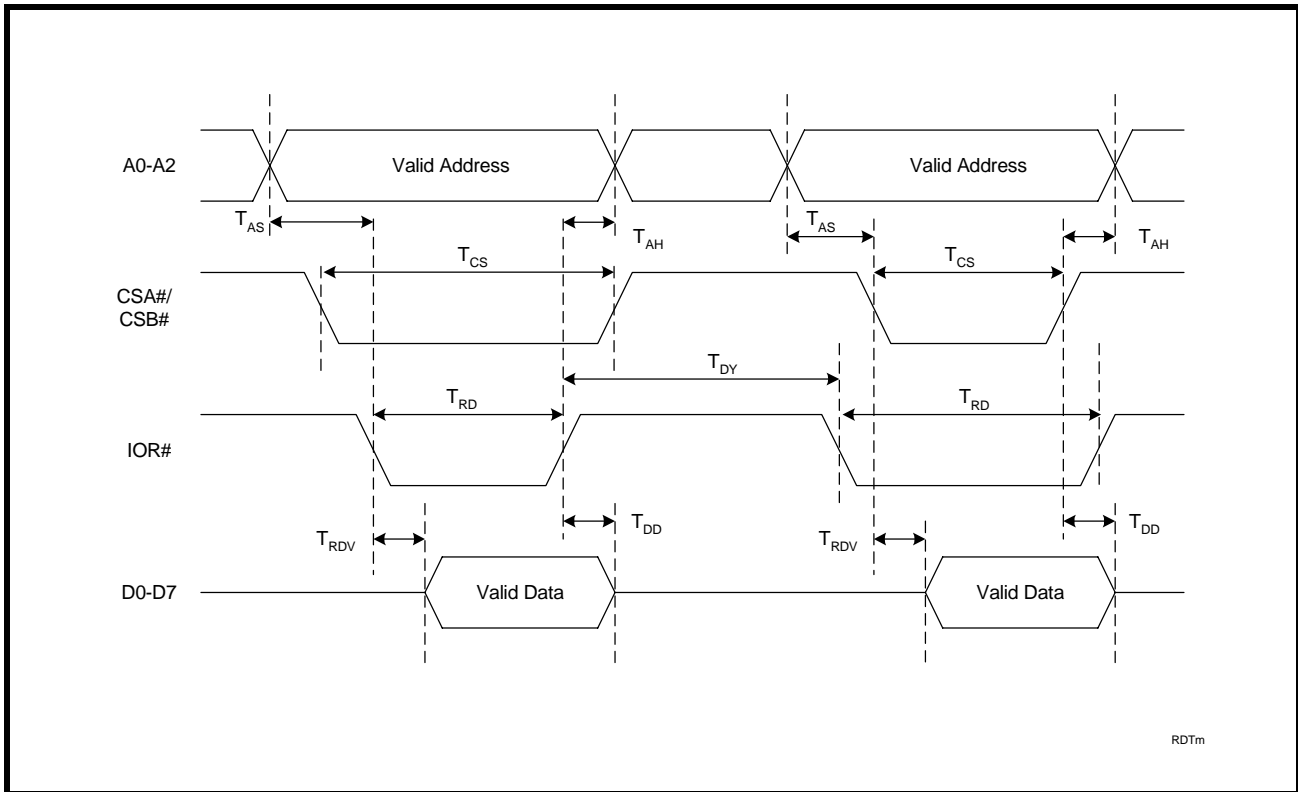 A0-A2
Valid Address
Valid Address
TAS
TAH
TAS
TAH
TCS
TCS
CSA#/
CSB#
TDY
TRD
TRD
IOR#
TRDV
TDD
TRDV
TDD
D0-D7
Valid Data
Valid Data
RDTm